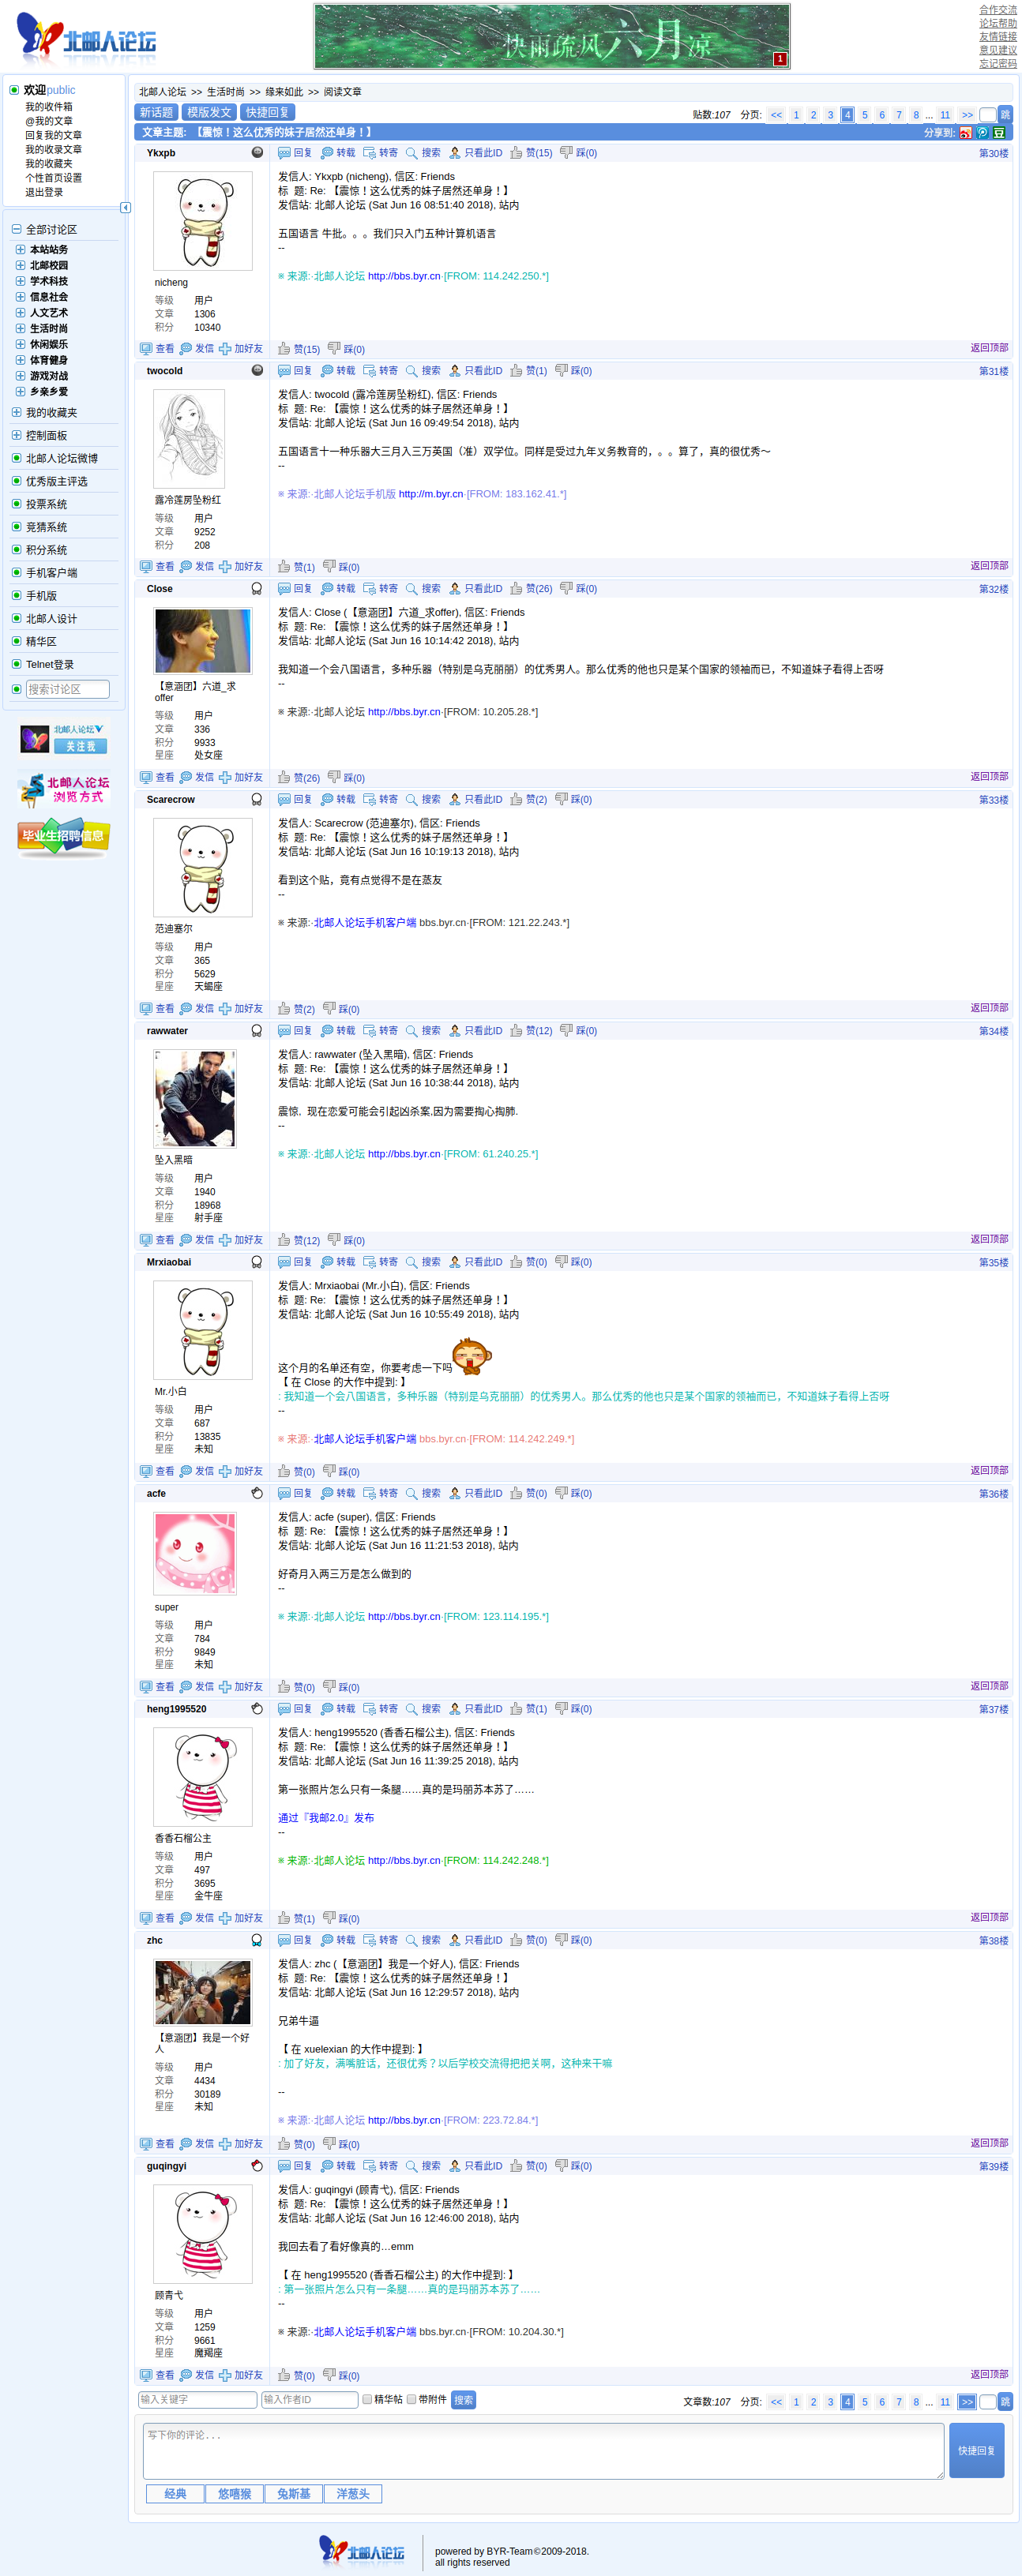 北邮人论坛
快雨疏风六月凉
1
合作交流
论坛帮助
友情链接
意见建议
忘记密码
欢迎public
我的收件箱
@我的文章
回复我的文章
我的收录文章
我的收藏夹
个性首页设置
退出登录
全部讨论区
本站站务
北邮校园
学术科技
信息社会
人文艺术
生活时尚
休闲娱乐
体育健身
游戏对战
乡亲乡爱
我的收藏夹
控制面板
北邮人论坛微博
优秀版主评选
投票系统
竞猜系统
积分系统
手机客户端
手机版
北邮人设计
精华区
Telnet登录
搜索讨论区
北邮人论坛
关注我
北邮人论坛
浏览方式
毕业生招聘信息
北邮人论坛 >> 生活时尚 >> 缘来如此 >> 阅读文章
新话题 模版发文 快捷回复
贴数:107 分页: << 1 2 3 4 5 6 7 8 ... 11 >> 跳
文章主题: 【震惊！这么优秀的妹子居然还单身！】
分享到: 豆
Ykxpb
回复 转载 转寄 搜索 只看此ID 赞(15) 踩(0) 第30楼
发信人: Ykxpb (nicheng), 信区: Friends
标 题: Re: 【震惊！这么优秀的妹子居然还单身！】
发信站: 北邮人论坛 (Sat Jun 16 08:51:40 2018), 站内
五国语言 牛批。。。我们只入门五种计算机语言
--
※ 来源:·北邮人论坛 http://bbs.byr.cn·[FROM: 114.242.250.*]
nicheng
等级 用户
文章 1306
积分 10340
查看 发信 加好友 赞(15) 踩(0) 返回顶部
twocold
回复 转载 转寄 搜索 只看此ID 赞(1) 踩(0) 第31楼
发信人: twocold (露冷莲房坠粉红), 信区: Friends
标 题: Re: 【震惊！这么优秀的妹子居然还单身！】
发信站: 北邮人论坛 (Sat Jun 16 09:49:54 2018), 站内
五国语言十一种乐器大三月入三万英国（准）双学位。同样是受过九年义务教育的，。。算了，真的很优秀～
--
※ 来源:·北邮人论坛手机版 http://m.byr.cn·[FROM: 183.162.41.*]
露冷莲房坠粉红
等级 用户
文章 9252
积分 208
查看 发信 加好友 赞(1) 踩(0) 返回顶部
Close
回复 转载 转寄 搜索 只看此ID 赞(26) 踩(0) 第32楼
发信人: Close (【意涵团】六道_求offer), 信区: Friends
标 题: Re: 【震惊！这么优秀的妹子居然还单身！】
发信站: 北邮人论坛 (Sat Jun 16 10:14:42 2018), 站内
我知道一个会八国语言，多种乐器（特别是乌克丽丽）的优秀男人。那么优秀的他也只是某个国家的领袖而已，不知道妹子看得上否呀
--
※ 来源:·北邮人论坛 http://bbs.byr.cn·[FROM: 10.205.28.*]
【意涵团】六道_求
offer
等级 用户
文章 336
积分 9933
星座 处女座
查看 发信 加好友 赞(26) 踩(0) 返回顶部
Scarecrow
回复 转载 转寄 搜索 只看此ID 赞(2) 踩(0) 第33楼
发信人: Scarecrow (范迪塞尔), 信区: Friends
标 题: Re: 【震惊！这么优秀的妹子居然还单身！】
发信站: 北邮人论坛 (Sat Jun 16 10:19:13 2018), 站内
看到这个贴，竟有点觉得不是在蒸友
--
※ 来源:·北邮人论坛手机客户端 bbs.byr.cn·[FROM: 121.22.243.*]
范迪塞尔
等级 用户
文章 365
积分 5629
星座 天蝎座
查看 发信 加好友 赞(2) 踩(0) 返回顶部
rawwater
回复 转载 转寄 搜索 只看此ID 赞(12) 踩(0) 第34楼
发信人: rawwater (坠入黑暗), 信区: Friends
标 题: Re: 【震惊！这么优秀的妹子居然还单身！】
发信站: 北邮人论坛 (Sat Jun 16 10:38:44 2018), 站内
震惊, 现在恋爱可能会引起凶杀案,因为需要掏心掏肺.
--
※ 来源:·北邮人论坛 http://bbs.byr.cn·[FROM: 61.240.25.*]
坠入黑暗
等级 用户
文章 1940
积分 18968
星座 射手座
查看 发信 加好友 赞(12) 踩(0) 返回顶部
Mrxiaobai
回复 转载 转寄 搜索 只看此ID 赞(0) 踩(0) 第35楼
发信人: Mrxiaobai (Mr.小白), 信区: Friends
标 题: Re: 【震惊！这么优秀的妹子居然还单身！】
发信站: 北邮人论坛 (Sat Jun 16 10:55:49 2018), 站内
这个月的名单还有空，你要考虑一下吗
【 在 Close 的大作中提到: 】
: 我知道一个会八国语言，多种乐器（特别是乌克丽丽）的优秀男人。那么优秀的他也只是某个国家的领袖而已，不知道妹子看得上否呀
--
※ 来源:·北邮人论坛手机客户端 bbs.byr.cn·[FROM: 114.242.249.*]
Mr.小白
等级 用户
文章 687
积分 13835
星座 未知
查看 发信 加好友 赞(0) 踩(0) 返回顶部
acfe
回复 转载 转寄 搜索 只看此ID 赞(0) 踩(0) 第36楼
发信人: acfe (super), 信区: Friends
标 题: Re: 【震惊！这么优秀的妹子居然还单身！】
发信站: 北邮人论坛 (Sat Jun 16 11:21:53 2018), 站内
好奇月入两三万是怎么做到的
--
※ 来源:·北邮人论坛 http://bbs.byr.cn·[FROM: 123.114.195.*]
super
等级 用户
文章 784
积分 9849
星座 未知
查看 发信 加好友 赞(0) 踩(0) 返回顶部
heng1995520
回复 转载 转寄 搜索 只看此ID 赞(1) 踩(0) 第37楼
发信人: heng1995520 (香香石榴公主), 信区: Friends
标 题: Re: 【震惊！这么优秀的妹子居然还单身！】
发信站: 北邮人论坛 (Sat Jun 16 11:39:25 2018), 站内
第一张照片怎么只有一条腿……真的是玛丽苏本苏了……
通过『我邮2.0』发布
--
※ 来源:·北邮人论坛 http://bbs.byr.cn·[FROM: 114.242.248.*]
香香石榴公主
等级 用户
文章 497
积分 3695
星座 金牛座
查看 发信 加好友 赞(1) 踩(0) 返回顶部
zhc
回复 转载 转寄 搜索 只看此ID 赞(0) 踩(0) 第38楼
发信人: zhc (【意涵团】我是一个好人), 信区: Friends
标 题: Re: 【震惊！这么优秀的妹子居然还单身！】
发信站: 北邮人论坛 (Sat Jun 16 12:29:57 2018), 站内
兄弟牛逼
【 在 xuelexian 的大作中提到: 】
: 加了好友，满嘴脏话，还很优秀？以后学校交流得把把关啊，这种来干嘛
--
※ 来源:·北邮人论坛 http://bbs.byr.cn·[FROM: 223.72.84.*]
【意涵团】我是一个好
人
等级 用户
文章 4434
积分 30189
星座 未知
查看 发信 加好友 赞(0) 踩(0) 返回顶部
guqingyi
回复 转载 转寄 搜索 只看此ID 赞(0) 踩(0) 第39楼
发信人: guqingyi (顾青弋), 信区: Friends
标 题: Re: 【震惊！这么优秀的妹子居然还单身！】
发信站: 北邮人论坛 (Sat Jun 16 12:46:00 2018), 站内
我回去看了看好像真的…emm
【 在 heng1995520 (香香石榴公主) 的大作中提到: 】
: 第一张照片怎么只有一条腿……真的是玛丽苏本苏了……
--
※ 来源:·北邮人论坛手机客户端 bbs.byr.cn·[FROM: 10.204.30.*]
顾青弋
等级 用户
文章 1259
积分 9661
星座 魔羯座
查看 发信 加好友 赞(0) 踩(0) 返回顶部
输入关键字 输入作者ID 精华帖 带附件 搜索
文章数:107 分页: << 1 2 3 4 5 6 7 8 ... 11 >> 跳
写下你的评论...
快捷回复
经典 悠嘻猴 兔斯基 洋葱头
北邮人论坛
powered by BYR-Team©2009-2018.
all rights reserved